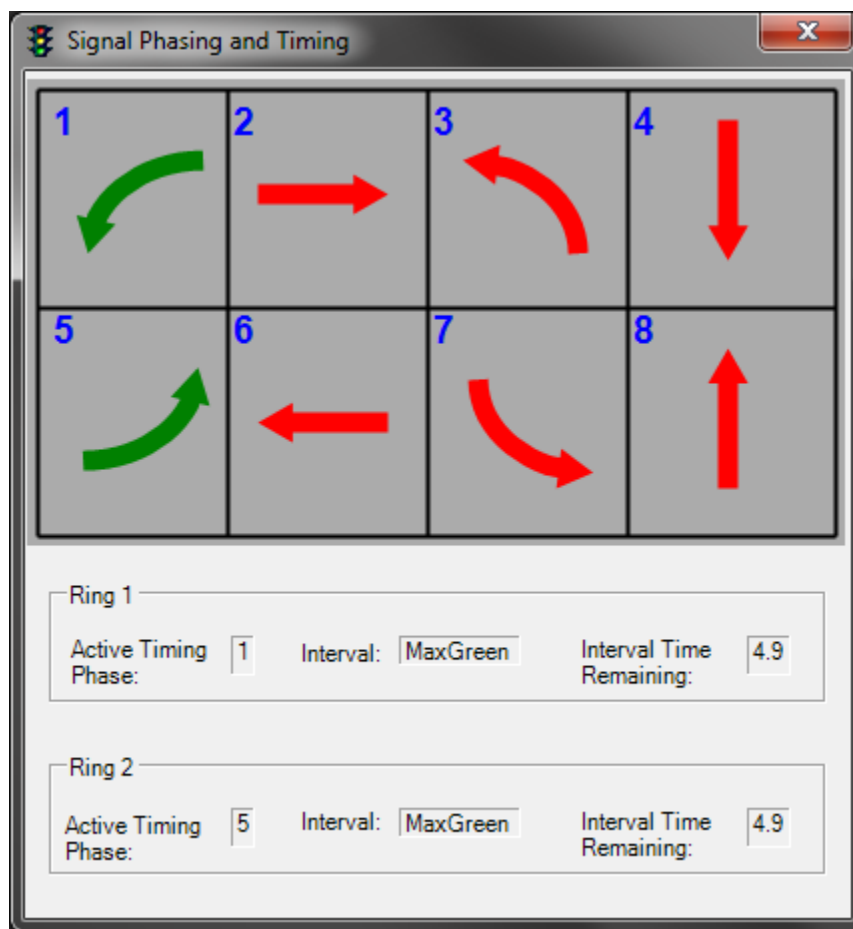 Signal Phasing and Timing
1 2 3 4
5 6 7 8
Ring 1
Active Timing Phase: 1 Interval: MaxGreen Interval Time Remaining: 4.9
Ring 2
Active Timing Phase: 5 Interval: MaxGreen Interval Time Remaining: 4.9